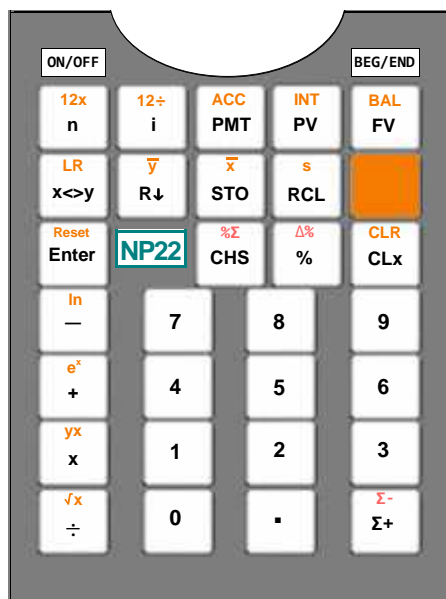 ON/OFF BEG/END
12x 12÷ ACC INT BAL
n i PMT PV FV
LR y̅ x̅ s
x<>y R↓ STO RCL
Reset %Σ Δ% CLR
Enter NP22 CHS % CLx
ln
— 7 8 9
eˣ
+ 4 5 6
yx
x 1 2 3
√x Σ-
÷ 0 . Σ+